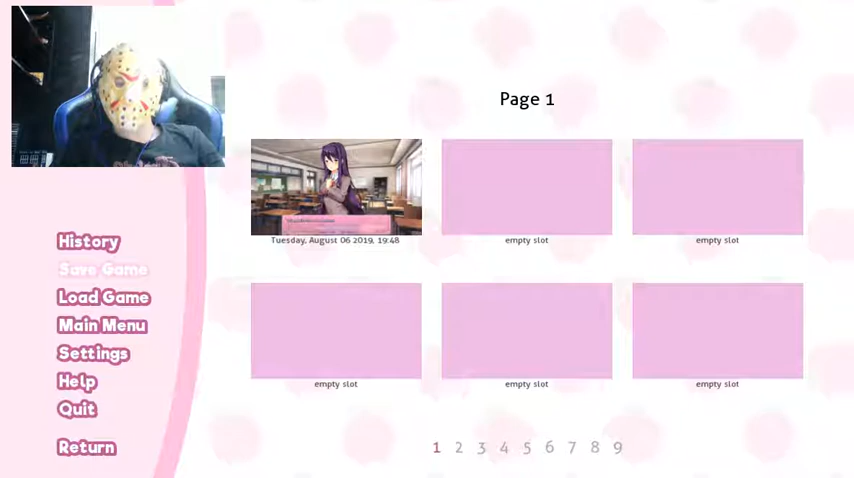 Page 1
Tuesday, August 06 2019, 19:48
empty slot
empty slot
empty slot
empty slot
empty slot
History
Save Game
Load Game
Main Menu
Settings
Help
Quit
Return
1 2 3 4 5 6 7 8 9